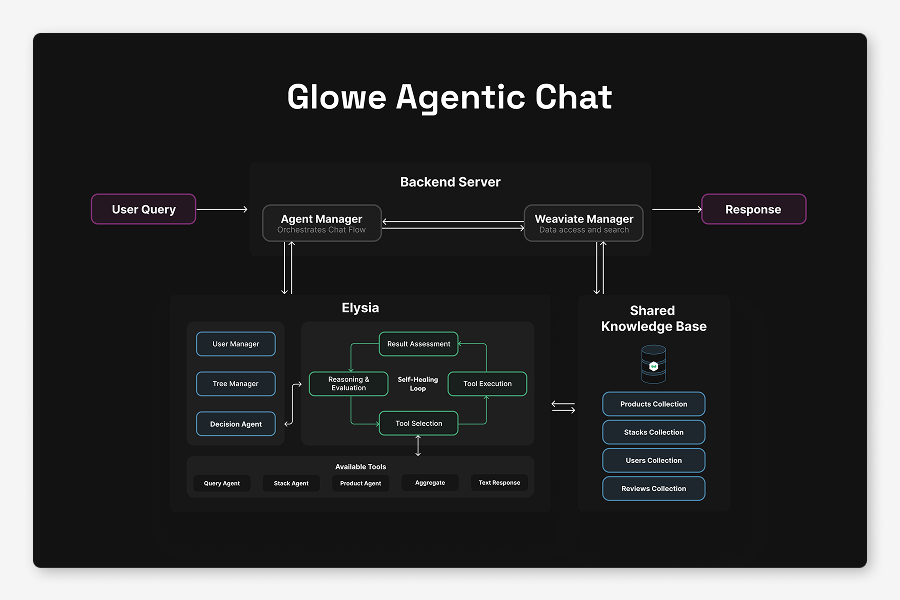 Glowe Agentic Chat
Backend Server
User Query
Agent Manager
Orchestrates Chat Flow
Weaviate Manager
Data access and search
Response
Elysia
User Manager
Tree Manager
Decision Agent
Result Assessment
Reasoning &
Evaluation
Self-Healing
Loop
Tool Execution
Tool Selection
Available Tools
Query Agent
Stack Agent
Product Agent
Aggregate
Text Response
Shared
Knowledge Base
Products Collection
Stacks Collection
Users Collection
Reviews Collection